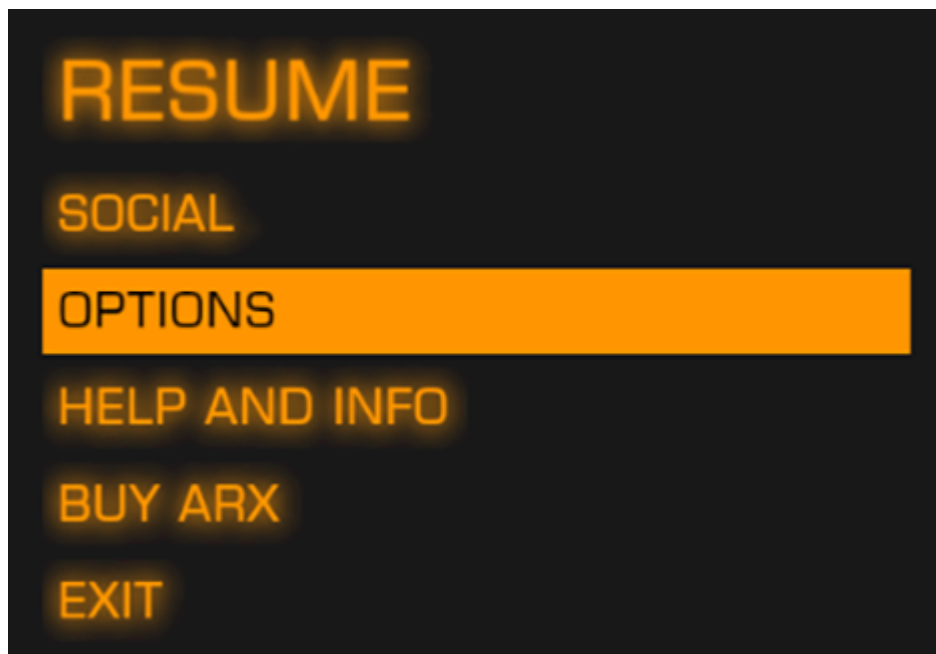 RESUME
SOCIAL
OPTIONS
HELP AND INFO
BUY ARX
EXIT